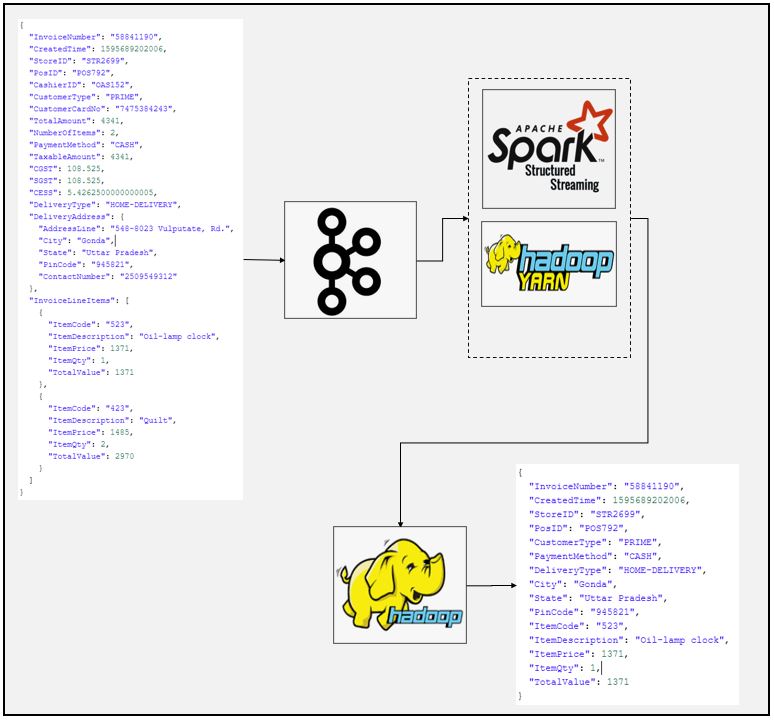 {
"InvoiceNumber": "58841190",
"CreatedTime": 1595689202006,
"StoreID": "STR2699",
"PosID": "POS792",
"CashierID": "OAS152",
"CustomerType": "PRIME",
"CustomerCardNo": "7475384243",
"TotalAmount": 4341,
"NumberOfItems": 2,
"PaymentMethod": "CASH",
"TaxableAmount": 4341,
"CGST": 108.525,
"SGST": 108.525,
"CESS": 5.4262500000000005,
"DeliveryType": "HOME-DELIVERY",
"DeliveryAddress": {
"AddressLine": "548-8023 Vulputate, Rd.",
"City": "Gonda",
"State": "Uttar Pradesh",
"PinCode": "945821",
"ContactNumber": "2509549312"
},
"InvoiceLineItems": [
{
"ItemCode": "523",
"ItemDescription": "Oil-lamp clock",
"ItemPrice": 1371,
"ItemQty": 1,
"TotalValue": 1371
},
{
"ItemCode": "423",
"ItemDescription": "Quilt",
"ItemPrice": 1485,
"ItemQty": 2,
"TotalValue": 2970
}
]
}
APACHE
Spark™
Structured
Streaming
hadoop
YARN
hadoop
{
"InvoiceNumber": "58841190",
"CreatedTime": 1595689202006,
"StoreID": "STR2699",
"PosID": "POS792",
"CustomerType": "PRIME",
"PaymentMethod": "CASH",
"DeliveryType": "HOME-DELIVERY",
"City": "Gonda",
"State": "Uttar Pradesh",
"PinCode": "945821",
"ItemCode": "523",
"ItemDescription": "Oil-lamp clock",
"ItemPrice": 1371,
"ItemQty": 1,
"TotalValue": 1371
}